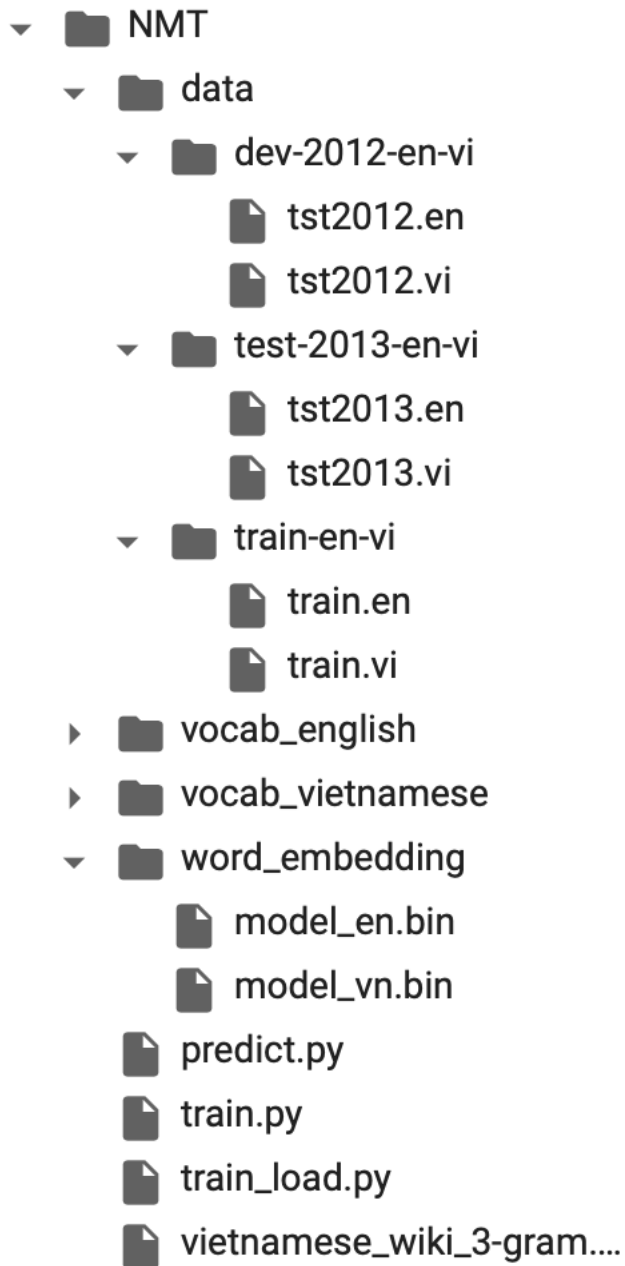 NMT
data
dev-2012-en-vi
tst2012.en
tst2012.vi
test-2013-en-vi
tst2013.en
tst2013.vi
train-en-vi
train.en
train.vi
vocab_english
vocab_vietnamese
word_embedding
model_en.bin
model_vn.bin
predict.py
train.py
train_load.py
vietnamese_wiki_3-gram....